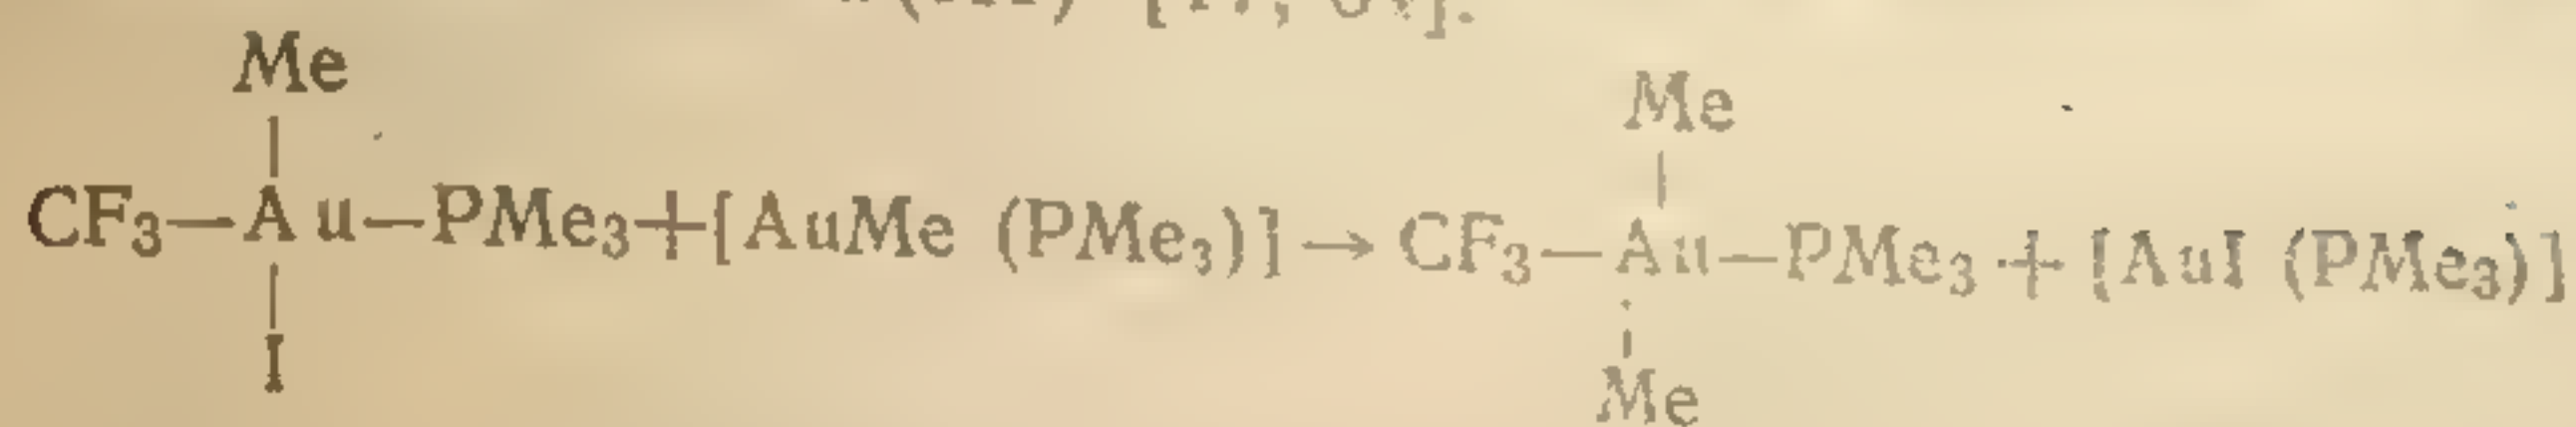 Me
Me
CF₃—Au—PMe₃+[AuMe (PMe₃)] → CF₃—Au—PMe₃ + [AuI (PMe₃)]
I
Me